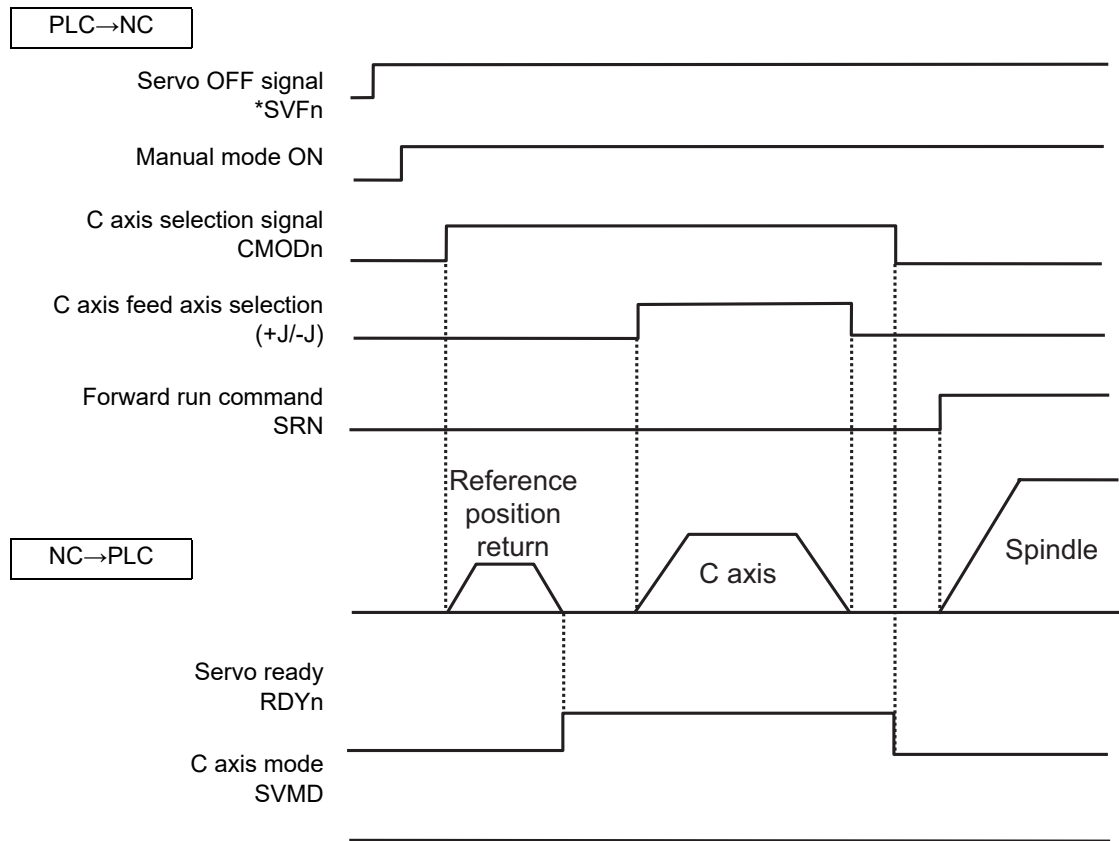 PLC→NC
Servo OFF signal
*SVFn
Manual mode ON
C axis selection signal
CMODn
C axis feed axis selection
(+J/-J)
Forward run command
SRN
Reference
position
return
NC→PLC
C axis
Spindle
Servo ready
RDYn
C axis mode
SVMD